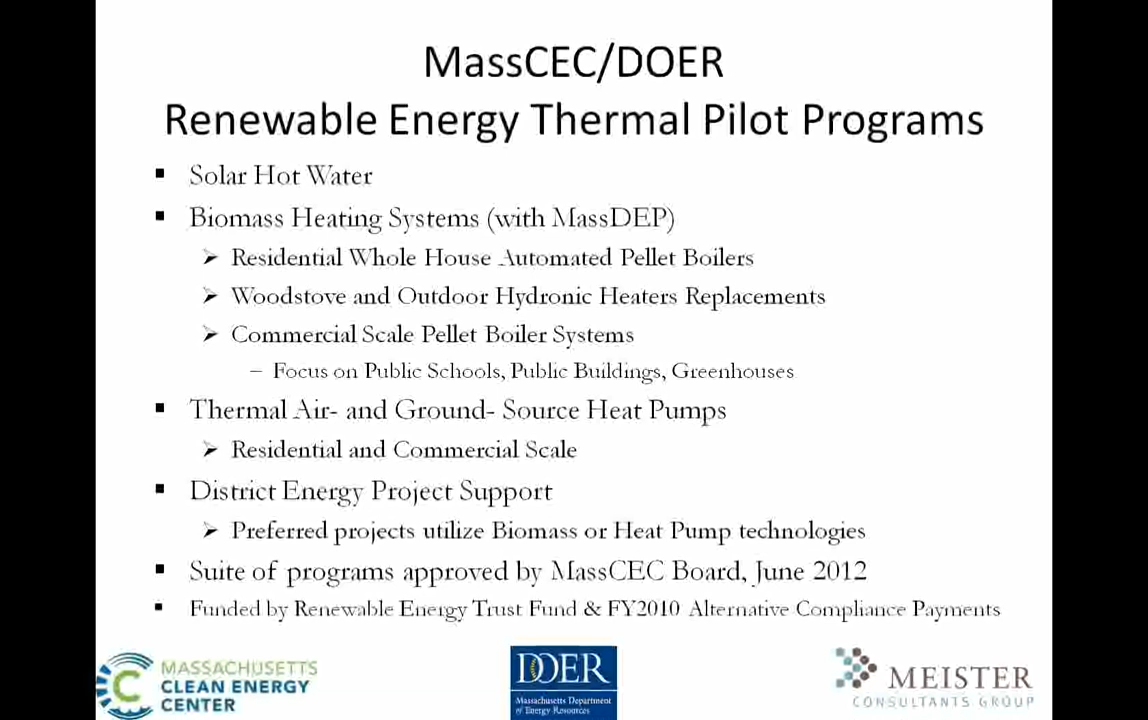 MassCEC/DOER
Renewable Energy Thermal Pilot Programs
▪ Solar Hot Water
▪ Biomass Heating Systems (with MassDEP)
➢ Residential Whole House Automated Pellet Boilers
➢ Woodstove and Outdoor Hydronic Heaters Replacements
➢ Commercial Scale Pellet Boiler Systems
– Focus on Public Schools, Public Buildings, Greenhouses
▪ Thermal Air- and Ground- Source Heat Pumps
➢ Residential and Commercial Scale
▪ District Energy Project Support
➢ Preferred projects utilize Biomass or Heat Pump technologies
▪ Suite of programs approved by MassCEC Board, June 2012
▪ Funded by Renewable Energy Trust Fund & FY2010 Alternative Compliance Payments
MASSACHUSETTS
CLEAN ENERGY
CENTER
DOER
Massachusetts Department
of Energy Resources
MEISTER
CONSULTANTS GROUP